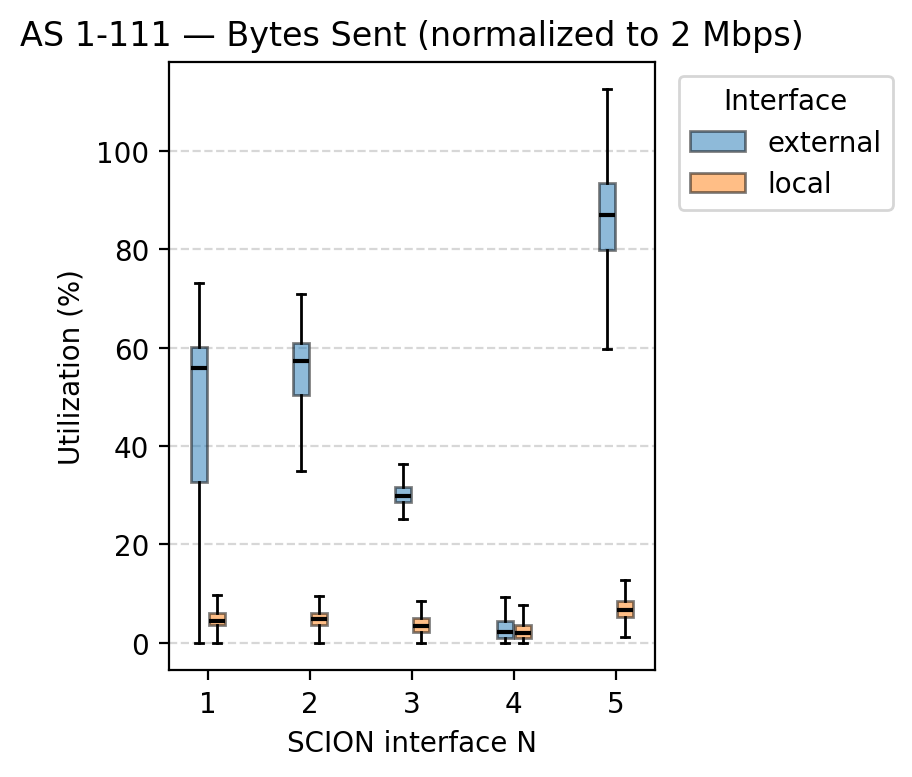 AS 1-111 — Bytes Sent (normalized to 2 Mbps)
Interface
external
local
Utilization (%)
100
80
60
40
20
0
1 2 3 4 5
SCION interface N